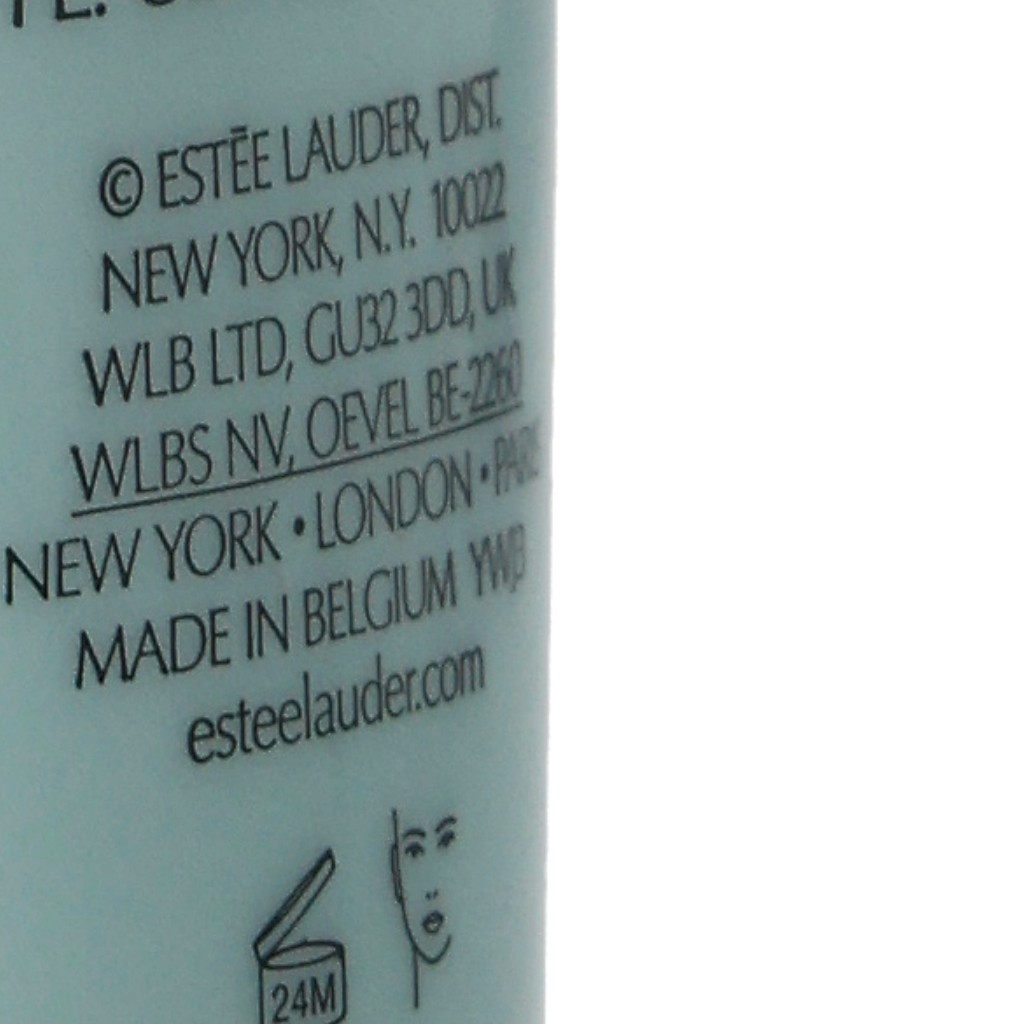 © ESTĒE LAUDER, DIST.
NEW YORK, N.Y. 10022
WLB LTD, GU32 3DD, UK
WLBS NV, OEVEL BE-2260
NEW YORK • LONDON • PARIS
MADE IN BELGIUM
esteelauder.com
24M